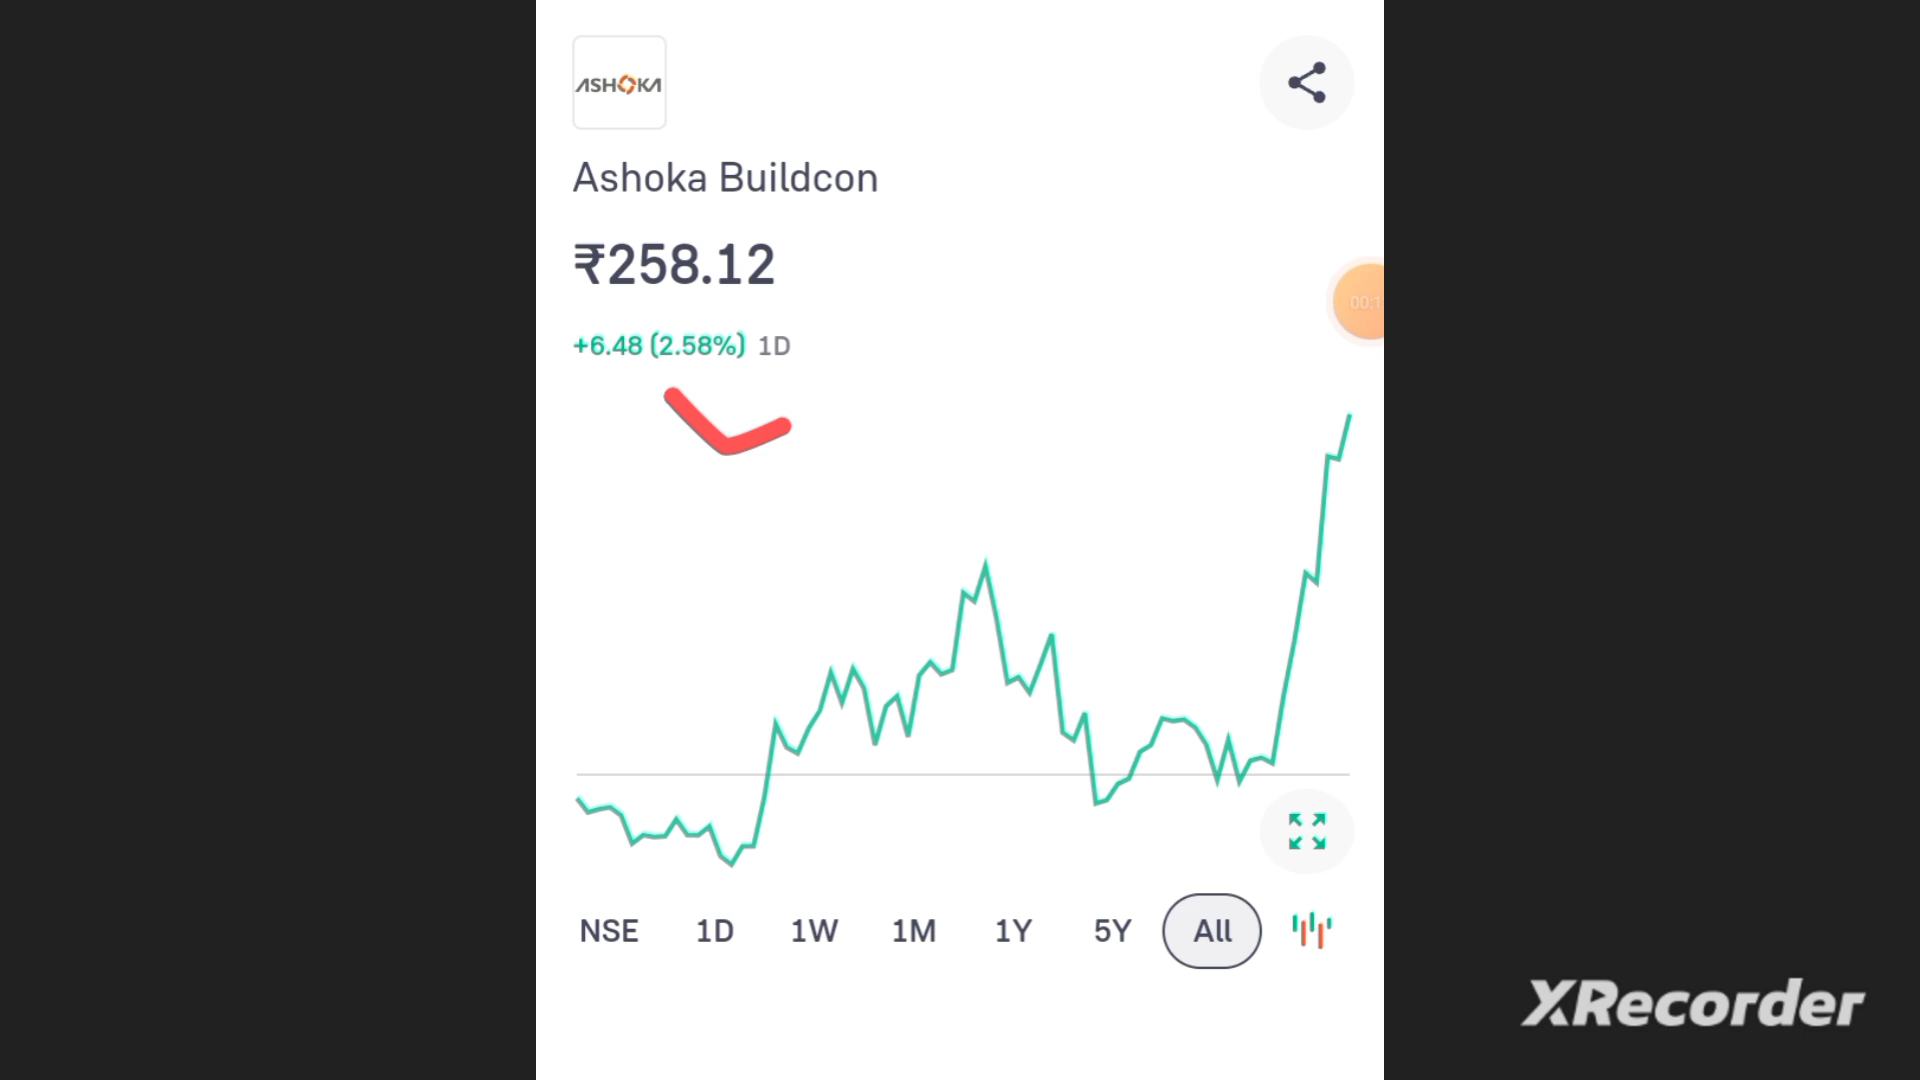 ASHOKA
Ashoka Buildcon
₹258.12
+6.48 (2.58%) 1D
NSE 1D 1W 1M 1Y 5Y All
XRecorder